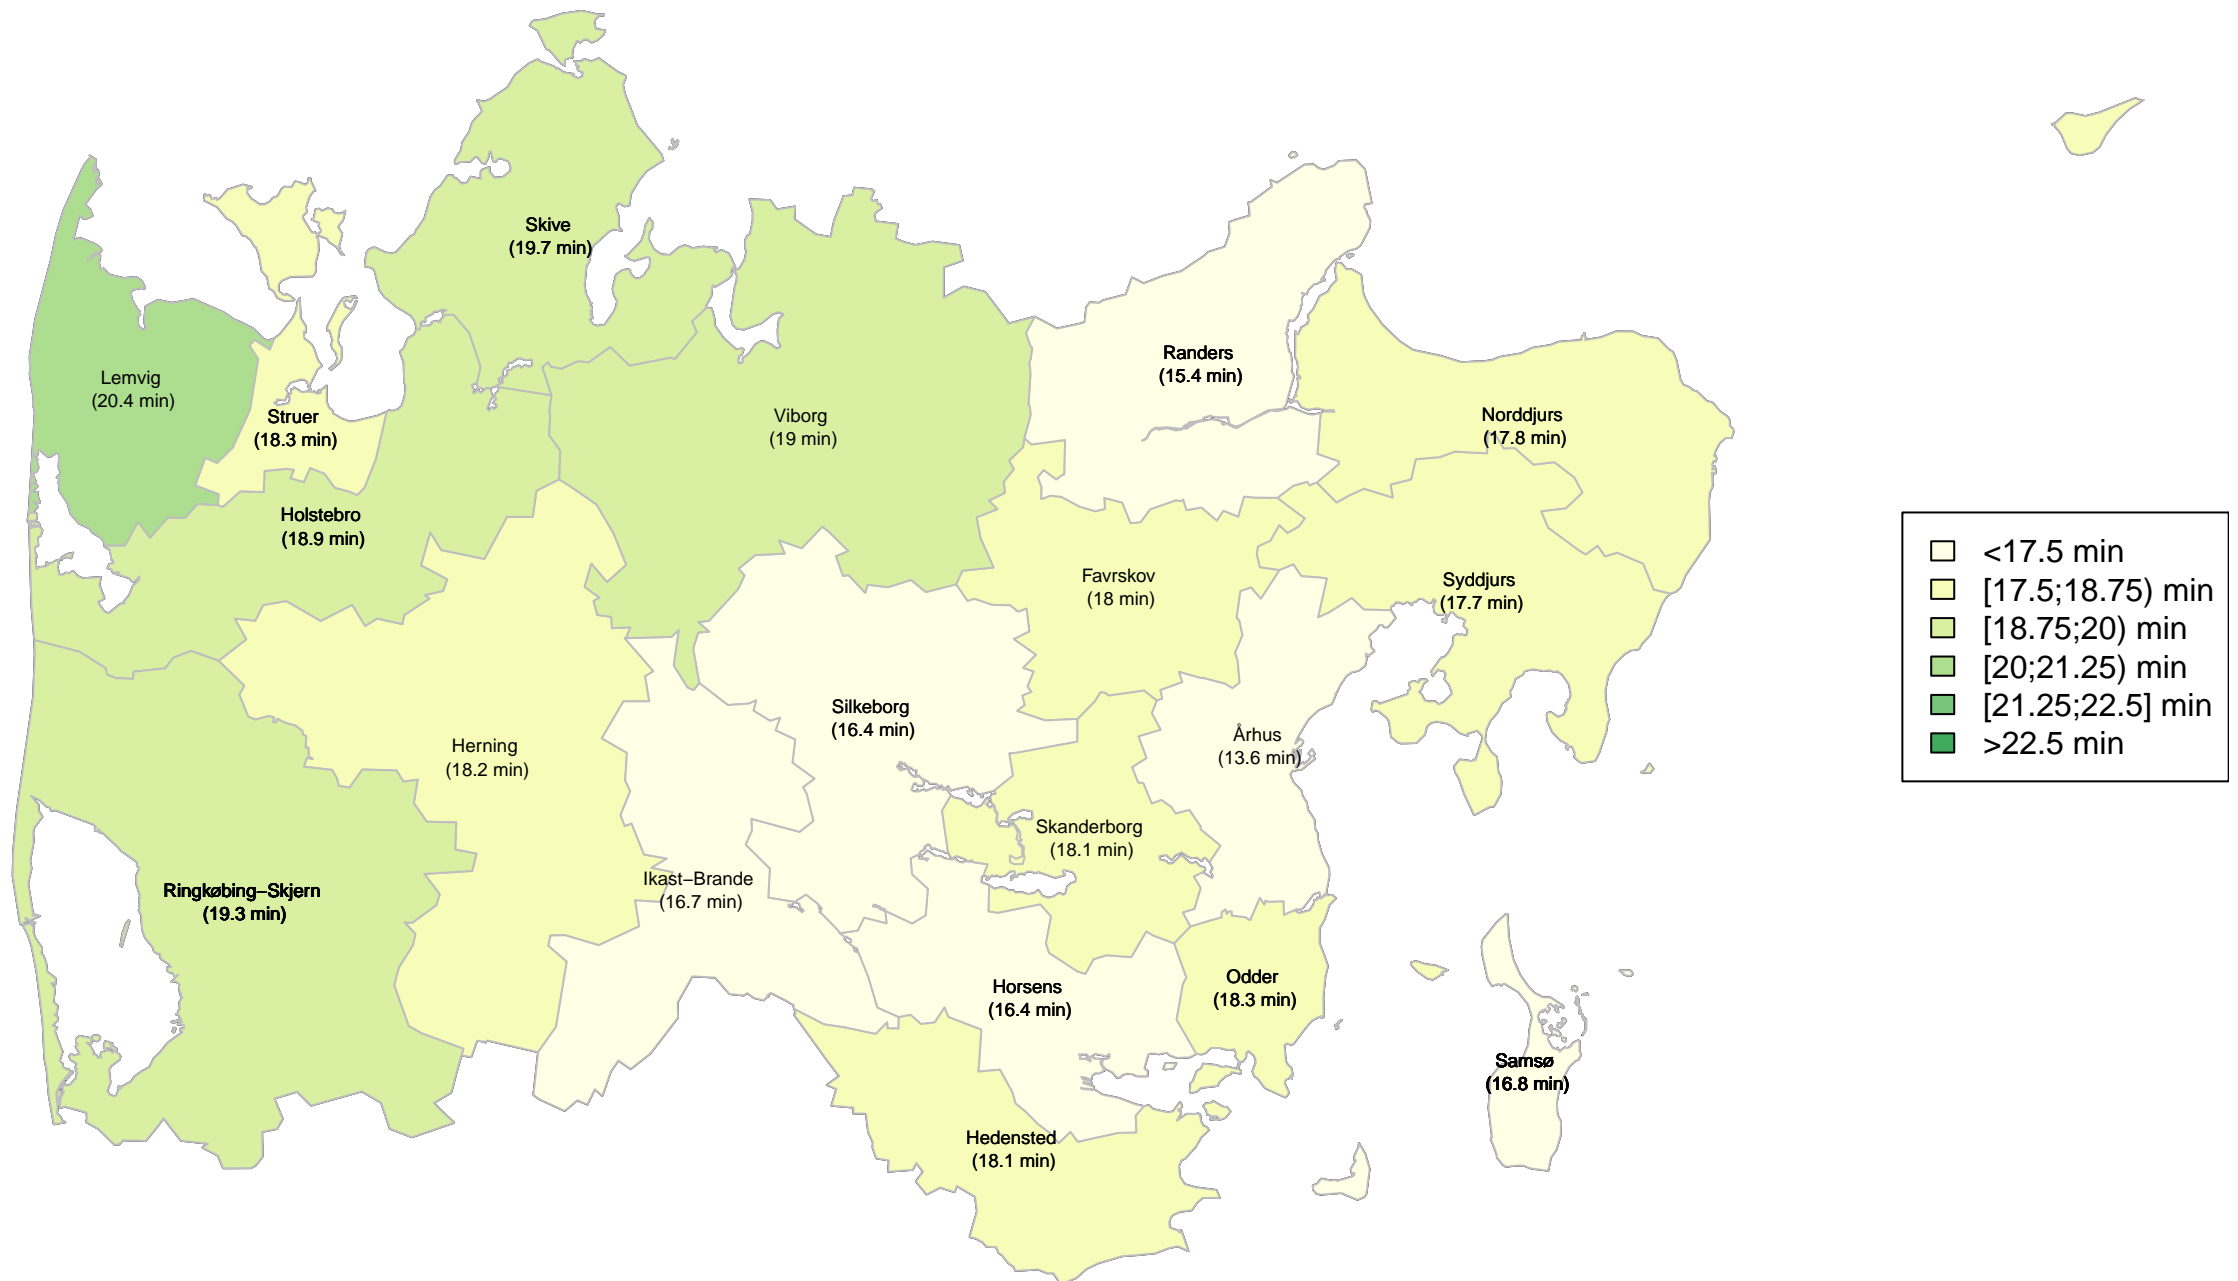 Skive
(19.7 min)
Randers
(15.4 min)
Lemvig
(20.4 min)
Struer
(18.3 min)
Viborg
(19 min)
Norddjurs
(17.8 min)
Holstebro
(18.9 min)
Favrskov
(18 min)
Syddjurs
(17.7 min)
Silkeborg
(16.4 min)
Århus
(13.6 min)
Herning
(18.2 min)
Skanderborg
(18.1 min)
Ikast–Brande
(16.7 min)
Ringkøbing–Skjern
(19.3 min)
Odder
(18.3 min)
Horsens
(16.4 min)
Samsø
(16.8 min)
Hedensted
(18.1 min)
<17.5 min
[17.5;18.75) min
[18.75;20) min
[20;21.25) min
[21.25;22.5] min
>22.5 min